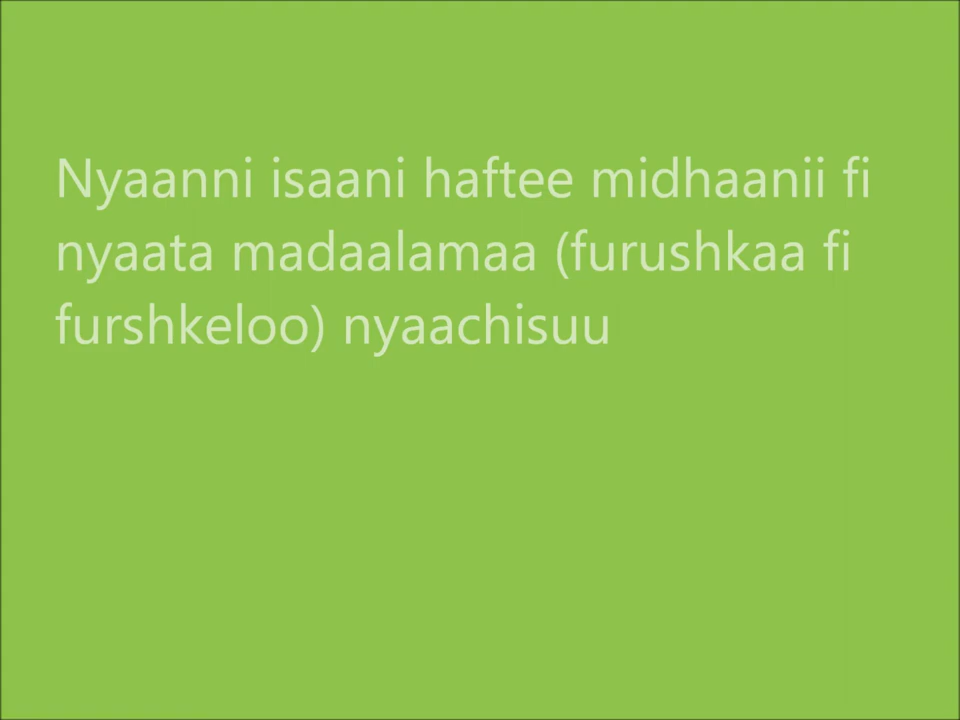 Nyaanni isaani haftee midhaanii fi
nyaata madaalamaa (furushkaa fi
furshkeloo) nyaachisuu